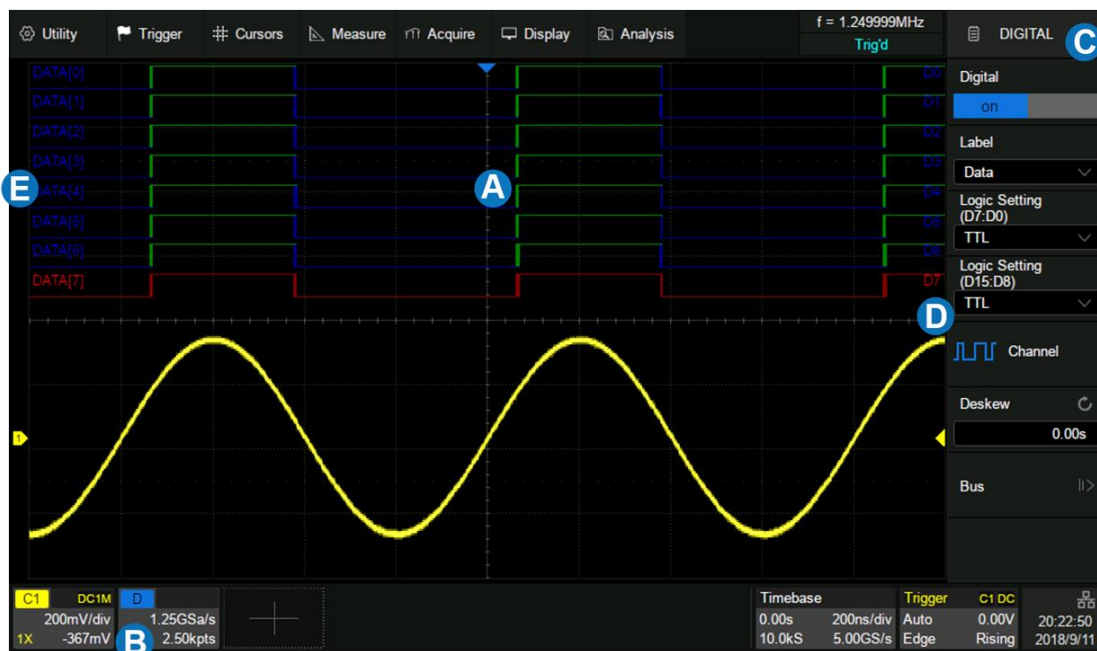 Utility Trigger Cursors Measure Acquire Display Analysis
f = 1.249999MHz
Trig'd
DIGITAL
C
DATA[0] D0
DATA[1] D1
DATA[2] D2
DATA[3] D3
E DATA[4] A D4
DATA[5] D5
DATA[6] D6
DATA[7] D7
Digital
on
Label
Data
Logic Setting
(D7:D0)
TTL
Logic Setting
(D15:D8)
TTL
D
Channel
Deskew
0.00s
Bus
1
C1 DC1M
200mV/div
1X -367mV
D
1.25GSa/s
B 2.50kpts
Timebase
0.00s 200ns/div
10.0kS 5.00GS/s
Trigger C1 DC
Auto 0.00V
Edge Rising
20:22:50
2018/9/11